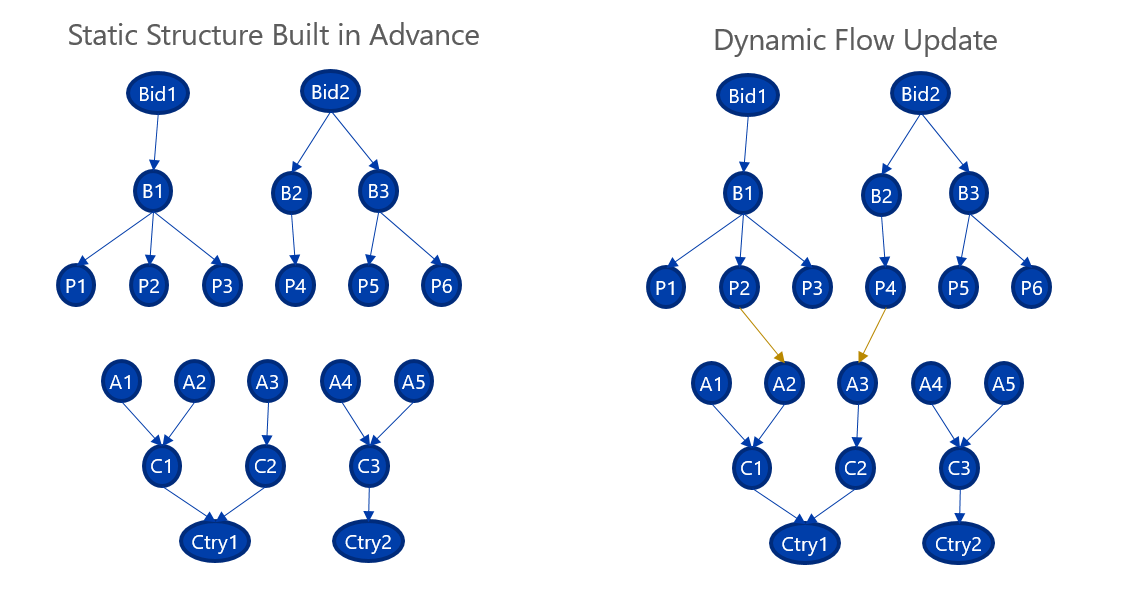 Static Structure Built in Advance
Bid1 Bid2
B1 B2 B3
P1 P2 P3 P4 P5 P6
A1 A2 A3 A4 A5
C1 C2 C3
Ctry1 Ctry2
Dynamic Flow Update
Bid1 Bid2
B1 B2 B3
P1 P2 P3 P4 P5 P6
A1 A2 A3 A4 A5
C1 C2 C3
Ctry1 Ctry2